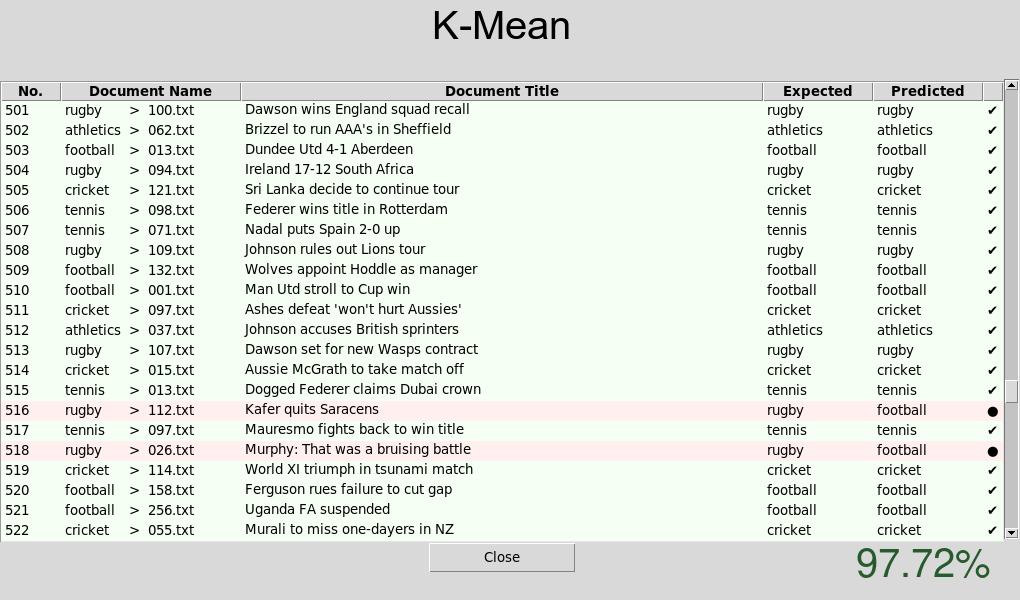 K-Mean
No. Document Name Document Title Expected Predicted
501 rugby > 100.txt Dawson wins England squad recall rugby rugby ✔
502 athletics > 062.txt Brizzel to run AAA's in Sheffield athletics athletics ✔
503 football > 013.txt Dundee Utd 4-1 Aberdeen football football ✔
504 rugby > 094.txt Ireland 17-12 South Africa rugby rugby ✔
505 cricket > 121.txt Sri Lanka decide to continue tour cricket cricket ✔
506 tennis > 098.txt Federer wins title in Rotterdam tennis tennis ✔
507 tennis > 071.txt Nadal puts Spain 2-0 up tennis tennis ✔
508 rugby > 109.txt Johnson rules out Lions tour rugby rugby ✔
509 football > 132.txt Wolves appoint Hoddle as manager football football ✔
510 football > 001.txt Man Utd stroll to Cup win football football ✔
511 cricket > 097.txt Ashes defeat 'won't hurt Aussies' cricket cricket ✔
512 athletics > 037.txt Johnson accuses British sprinters athletics athletics ✔
513 rugby > 107.txt Dawson set for new Wasps contract rugby rugby ✔
514 cricket > 015.txt Aussie McGrath to take match off cricket cricket ✔
515 tennis > 013.txt Dogged Federer claims Dubai crown tennis tennis ✔
516 rugby > 112.txt Kafer quits Saracens rugby football ●
517 tennis > 097.txt Mauresmo fights back to win title tennis tennis ✔
518 rugby > 026.txt Murphy: That was a bruising battle rugby football ●
519 cricket > 114.txt World XI triumph in tsunami match cricket cricket ✔
520 football > 158.txt Ferguson rues failure to cut gap football football ✔
521 football > 256.txt Uganda FA suspended football football ✔
522 cricket > 055.txt Murali to miss one-dayers in NZ cricket cricket ✔
Close
97.72%